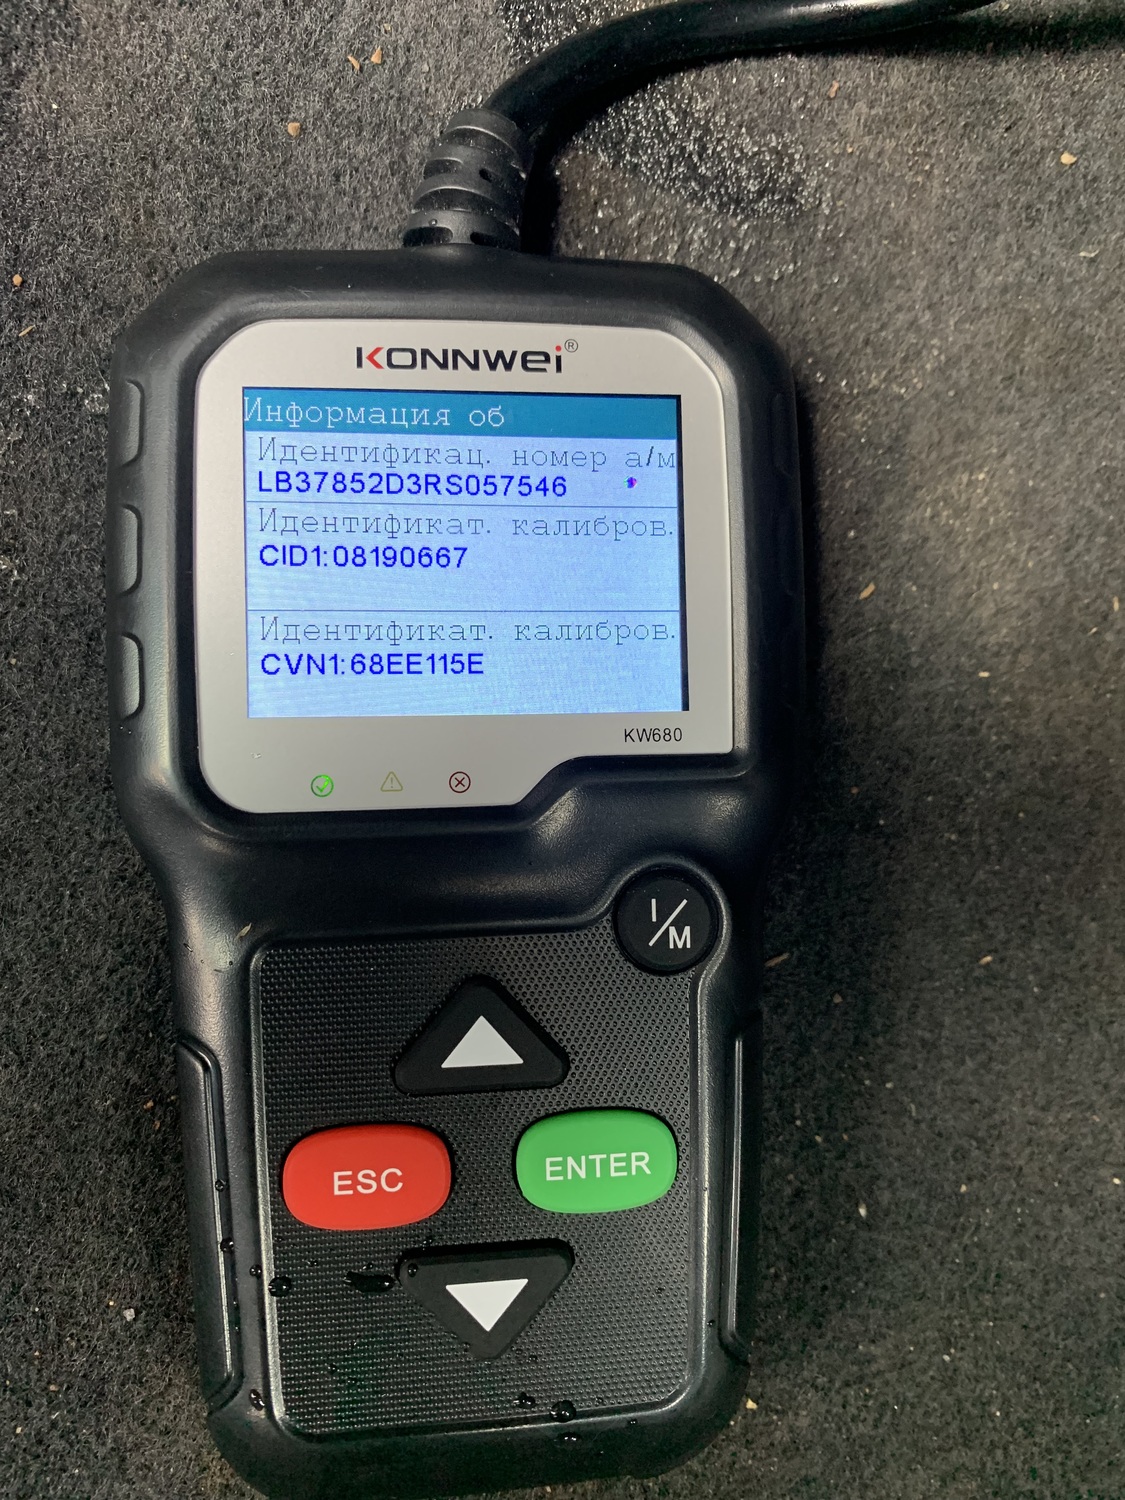 KONNWEI®
Информация об
Идентификац. номер а/м
LB37852D3RS057546
Идентификат. калибров.
CID1:08190667
Идентификат. калибров.
CVN1:68EE115E
KW680
I/M
ESC
ENTER